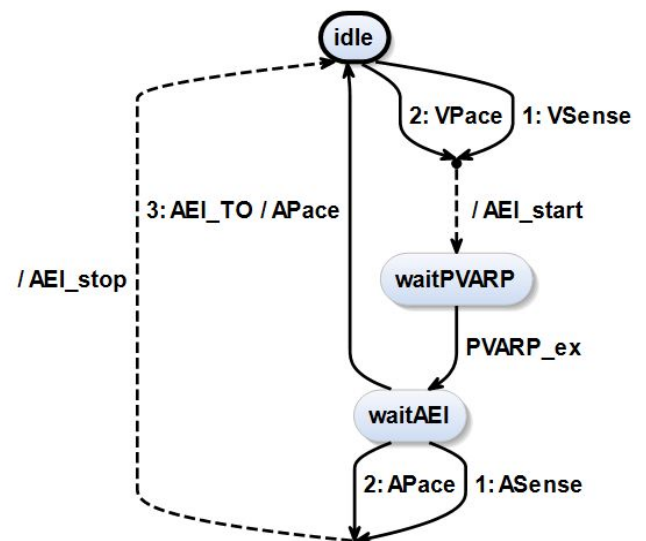 idle
2: VPace
1: VSense
3: AEI_TO / APace
/ AEI_start
waitPVARP
/ AEI_stop
PVARP_ex
waitAEI
2: APace
1: ASense